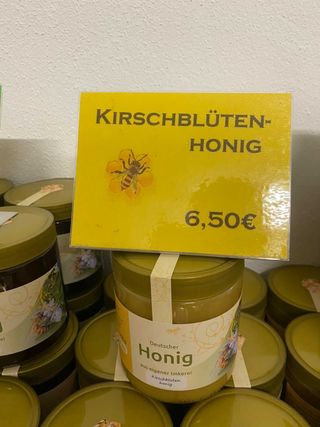 KIRSCHBLÜTEN-
HONIG
6,50€
Deutscher
Honig
aus eigener Imkerei
Kirschblüten
honig